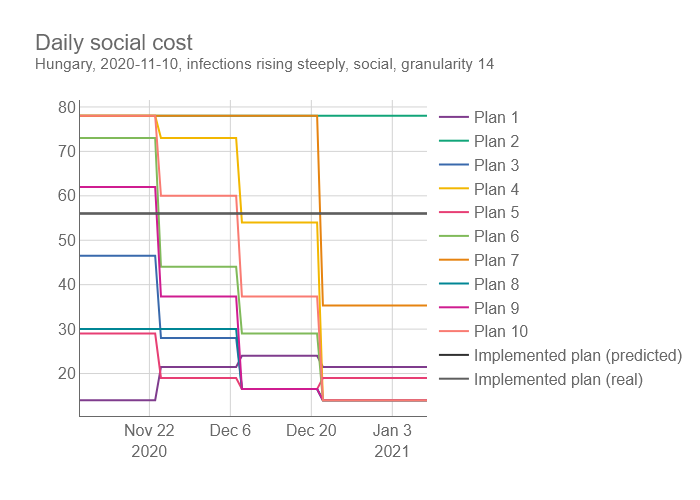 Daily social cost
Hungary, 2020-11-10, infections rising steeply, social, granularity 14
80
70
60
50
40
30
20
Nov 22
2020
Dec 6
Dec 20
Jan 3
2021
Plan 1
Plan 2
Plan 3
Plan 4
Plan 5
Plan 6
Plan 7
Plan 8
Plan 9
Plan 10
Implemented plan (predicted)
Implemented plan (real)